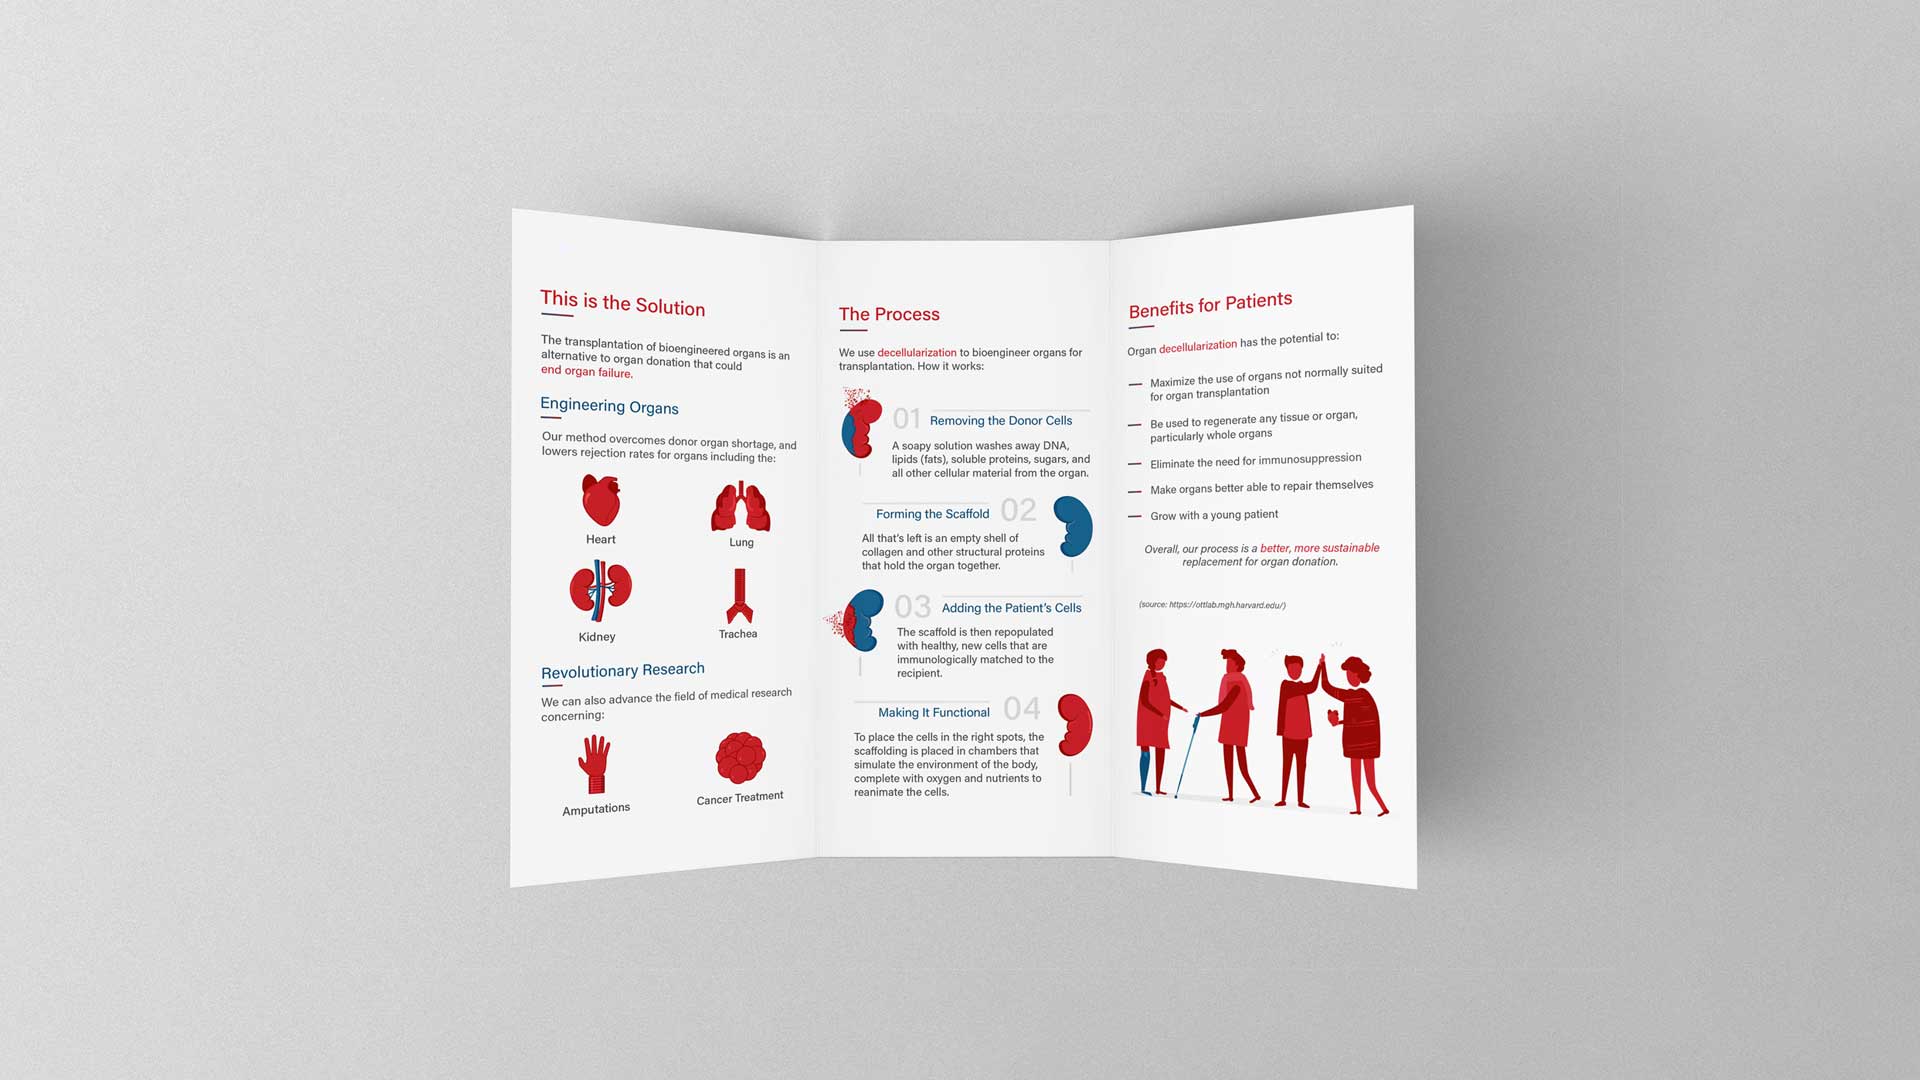 This is the Solution
The transplantation of bioengineered organs is an
alternative to organ donation that could
end organ failure.
Engineering Organs
Our method overcomes donor organ shortage, and
lowers rejection rates for organs including the:
Heart
Lung
Kidney
Trachea
Revolutionary Research
We can also advance the field of medical research
concerning:
Amputations
Cancer Treatment
The Process
We use decellularization to bioengineer organs for
transplantation. How it works:
01 Removing the Donor Cells
A soapy solution washes away DNA,
lipids (fats), soluble proteins, sugars, and
all other cellular material from the organ.
Forming the Scaffold 02
All that's left is an empty shell of
collagen and other structural proteins
that hold the organ together.
03 Adding the Patient's Cells
The scaffold is then repopulated
with healthy, new cells that are
immunologically matched to the
recipient.
Making It Functional 04
To place the cells in the right spots, the
scaffolding is placed in chambers that
simulate the environment of the body,
complete with oxygen and nutrients to
reanimate the cells.
Benefits for Patients
Organ decellularization has the potential to:
Maximize the use of organs not normally suited
for organ transplantation
Be used to regenerate any tissue or organ,
particularly whole organs
Eliminate the need for immunosuppression
Make organs better able to repair themselves
Grow with a young patient
Overall, our process is a better, more sustainable
replacement for organ donation.
(source: https://ottlab.mgh.harvard.edu/)